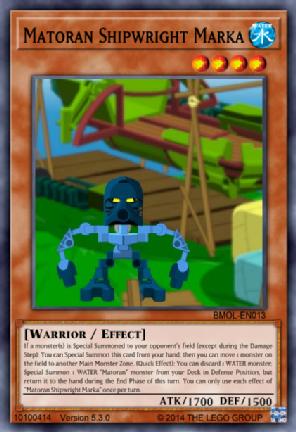 MATORAN SHIPWRIGHT MARKA
WATER
水
BMOL-EN013
[WARRIOR / EFFECT]
If a monster(s) is Special Summoned to your opponent's field (except during the Damage
Step): You can Special Summon this card from your hand; then you can move 1 monster on
the field to another Main Monster Zone. (Quick Effect): You can discard 1 WATER monster;
Special Summon 1 WATER "Matoran" monster from your Deck in Defense Position, but
return it to the hand during the End Phase of this turn. You can only use each effect of
"Matoran Shipwright Marka" once per turn.
ATK/1700 DEF/1500
10100414 Version 5.3.0 ©2014 THE LEGO GROUP